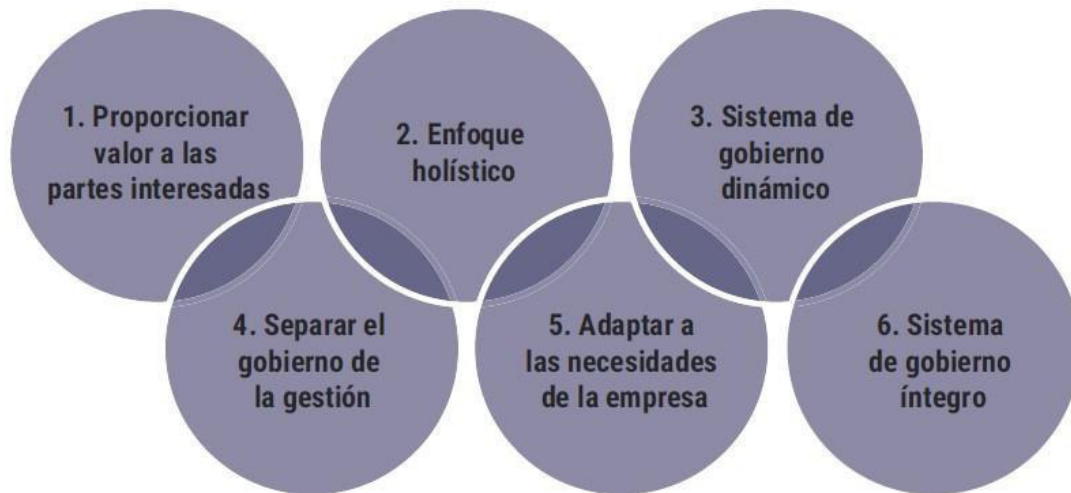 1. Proporcionar
valor a las
partes interesadas
2. Enfoque
holístico
3. Sistema de
gobierno
dinámico
4. Separar el
gobierno de
la gestión
5. Adaptar a
las necesidades
de la empresa
6. Sistema
de gobierno
íntegro